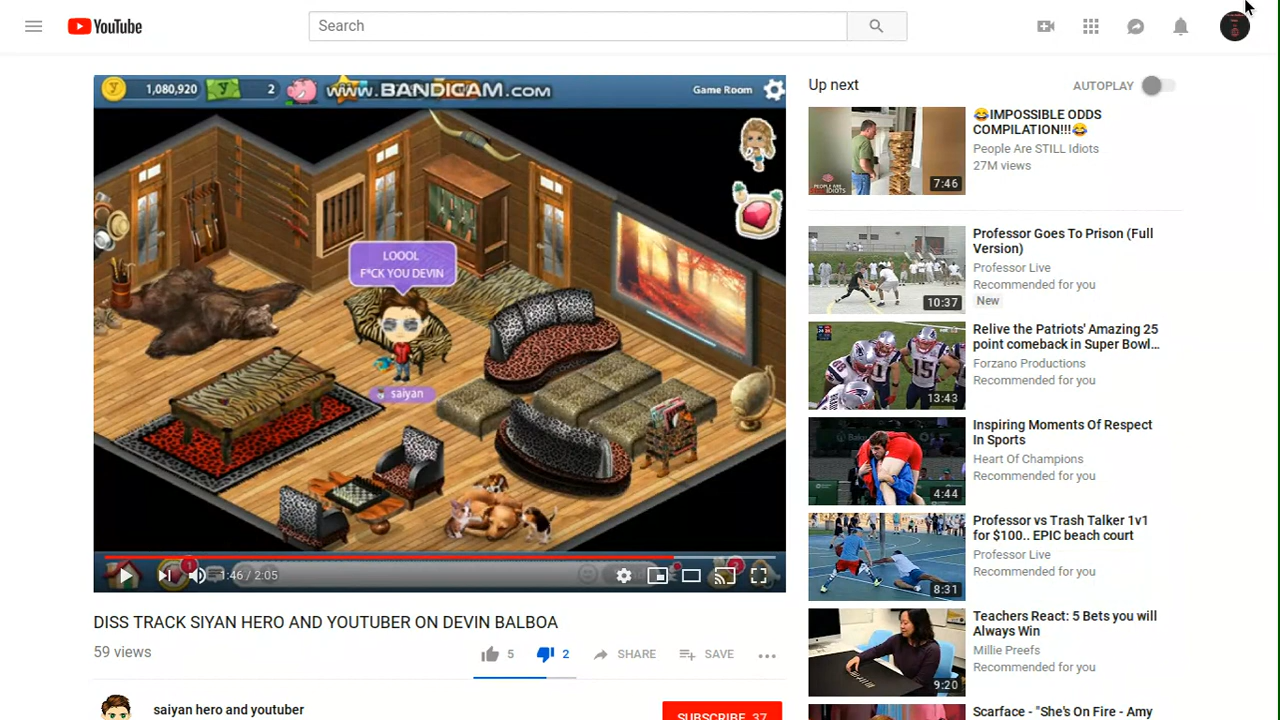 YouTube
Search
1,080,920
2
www.BANDICAM.com
Game Room
LOOOL
F*CK YOU DEVIN
saiyan
1
2
1:46 / 2:05
DISS TRACK SIYAN HERO AND YOUTUBER ON DEVIN BALBOA
59 views
5
2
SHARE
SAVE
saiyan hero and youtuber
SUBSCRIBE 37
Up next
AUTOPLAY
😂IMPOSSIBLE ODDS
COMPILATION!!!😂
People Are STILL Idiots
27M views
7:46
Professor Goes To Prison (Full
Version)
Professor Live
Recommended for you
New
10:37
Relive the Patriots' Amazing 25
point comeback in Super Bowl…
Forzano Productions
Recommended for you
13:43
Inspiring Moments Of Respect
In Sports
Heart Of Champions
Recommended for you
4:44
Professor vs Trash Talker 1v1
for $100.. EPIC beach court
Professor Live
Recommended for you
8:31
Teachers React: 5 Bets you will
Always Win
Millie Preefs
Recommended for you
9:20
Scarface - "She's On Fire - Amy